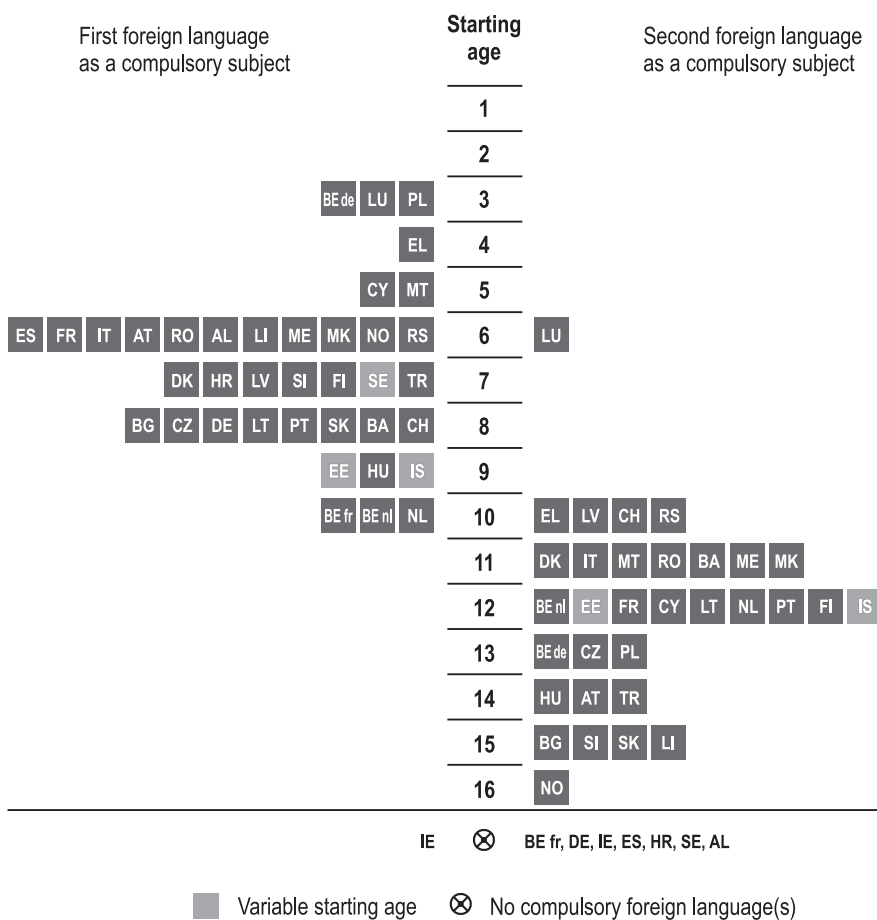 First foreign language
as a compulsory subject
Starting
age
Second foreign language
as a compulsory subject
1
2
BE de LU PL 3
EL 4
CY MT 5
ES FR IT AT RO AL LI ME MK NO RS 6 LU
DK HR LV SI FI SE TR 7
BG CZ DE LT PT SK BA CH 8
EE HU IS 9
BE fr BE nl NL 10 EL LV CH RS
11 DK IT MT RO BA ME MK
12 BE nl EE FR CY LT NL PT FI IS
13 BE de CZ PL
14 HU AT TR
15 BG SI SK LI
16 NO
IE ⊗ BE fr, DE, IE, ES, HR, SE, AL
Variable starting age ⊗ No compulsory foreign language(s)